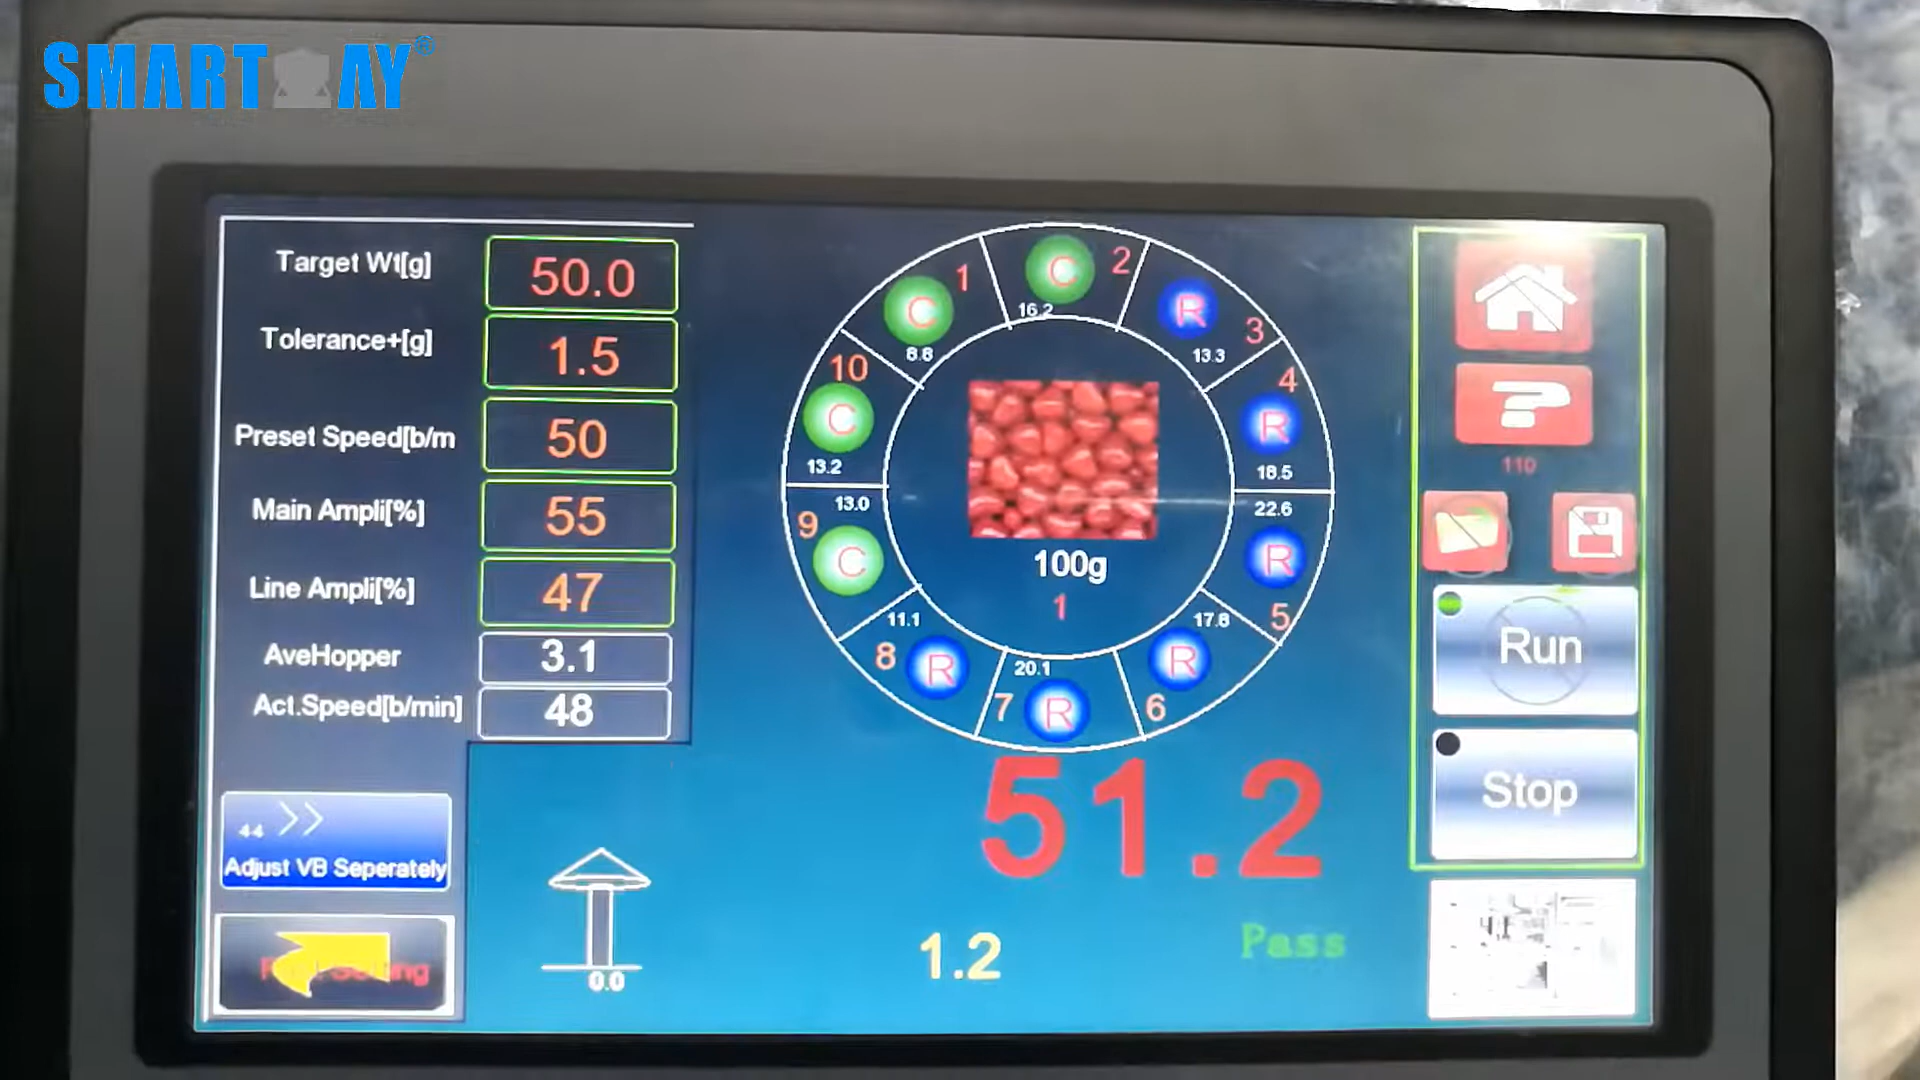 SMART AY®
Target Wt[g] 50.0
Tolerance+[g] 1.5
Preset Speed[b/m 50
Main Ampli[%] 55
Line Ampli[%] 47
AveHopper 3.1
Act.Speed[b/min] 48
44
Adjust VB Seperately
0.0
C 1 8.8
C 2 16.2
R 3 13.3
R 4 18.5
R 5 22.6
R 6 17.8
R 7 20.1
R 8 11.1
C 9 13.0
C 10 13.2
100g
1
51.2
1.2
Pass
?
110
Run
Stop